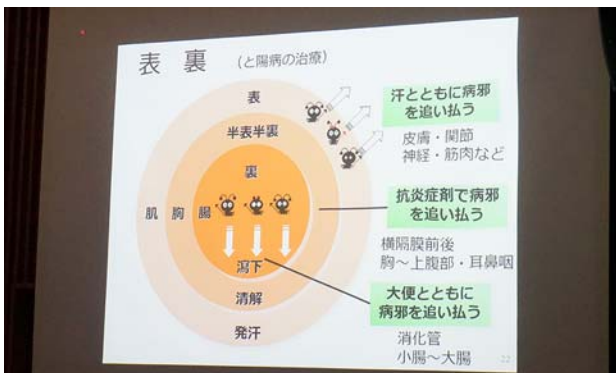 表 裏 (と陽病の治療)
表
半表半裏
裏
肌 胸 腸
瀉下
清解
発汗
汗とともに病邪
を追い払う
皮膚・関節
神経・筋肉など
抗炎症剤で病邪
を追い払う
横隔膜前後
胸～上腹部・耳鼻咽
大便とともに
病邪を追い払う
消化管
小腸～大腸
22